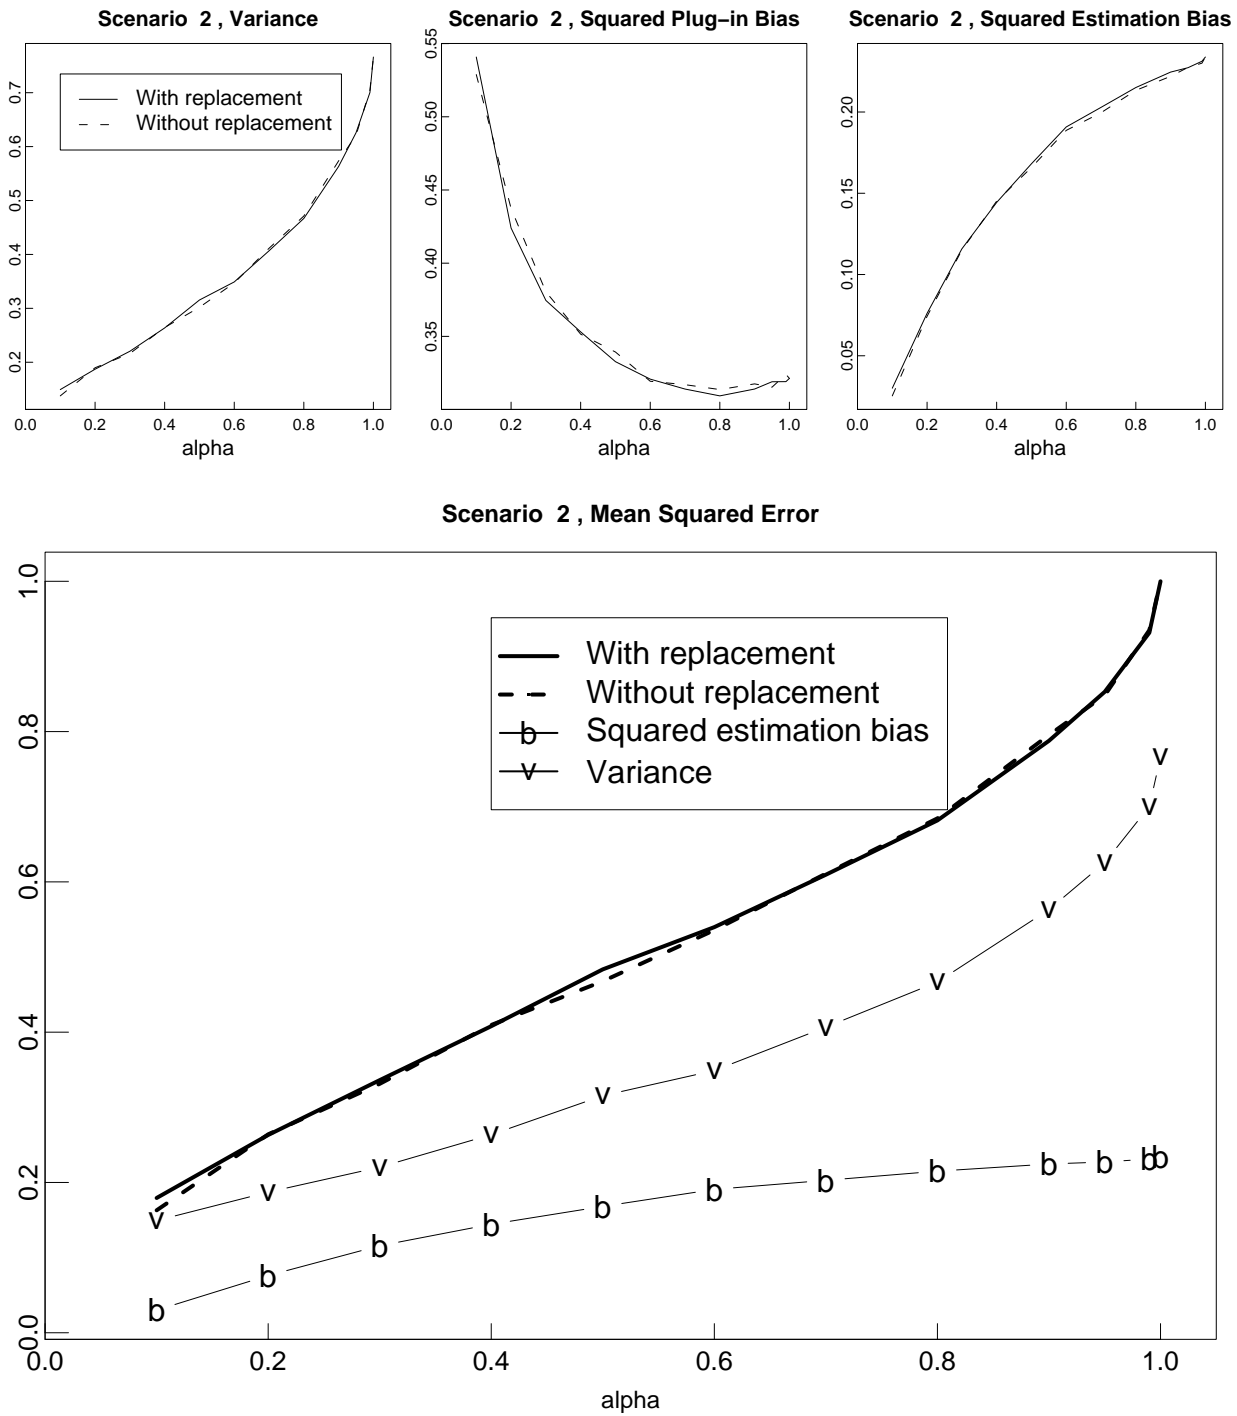 Scenario 2 , Variance
0.2 0.3 0.4 0.5 0.6 0.7
With replacement
Without replacement
0.0 0.2 0.4 0.6 0.8 1.0
alpha
Scenario 2 , Squared Plug−in Bias
0.35 0.40 0.45 0.50 0.55
0.0 0.2 0.4 0.6 0.8 1.0
alpha
Scenario 2 , Squared Estimation Bias
0.05 0.10 0.15 0.20
0.0 0.2 0.4 0.6 0.8 1.0
alpha
Scenario 2 , Mean Squared Error
0.0 0.2 0.4 0.6 0.8 1.0
With replacement
Without replacement
b Squared estimation bias
v Variance
v v v v v v v v v v v
b b b b b b b b b b b
0.0 0.2 0.4 0.6 0.8 1.0
alpha